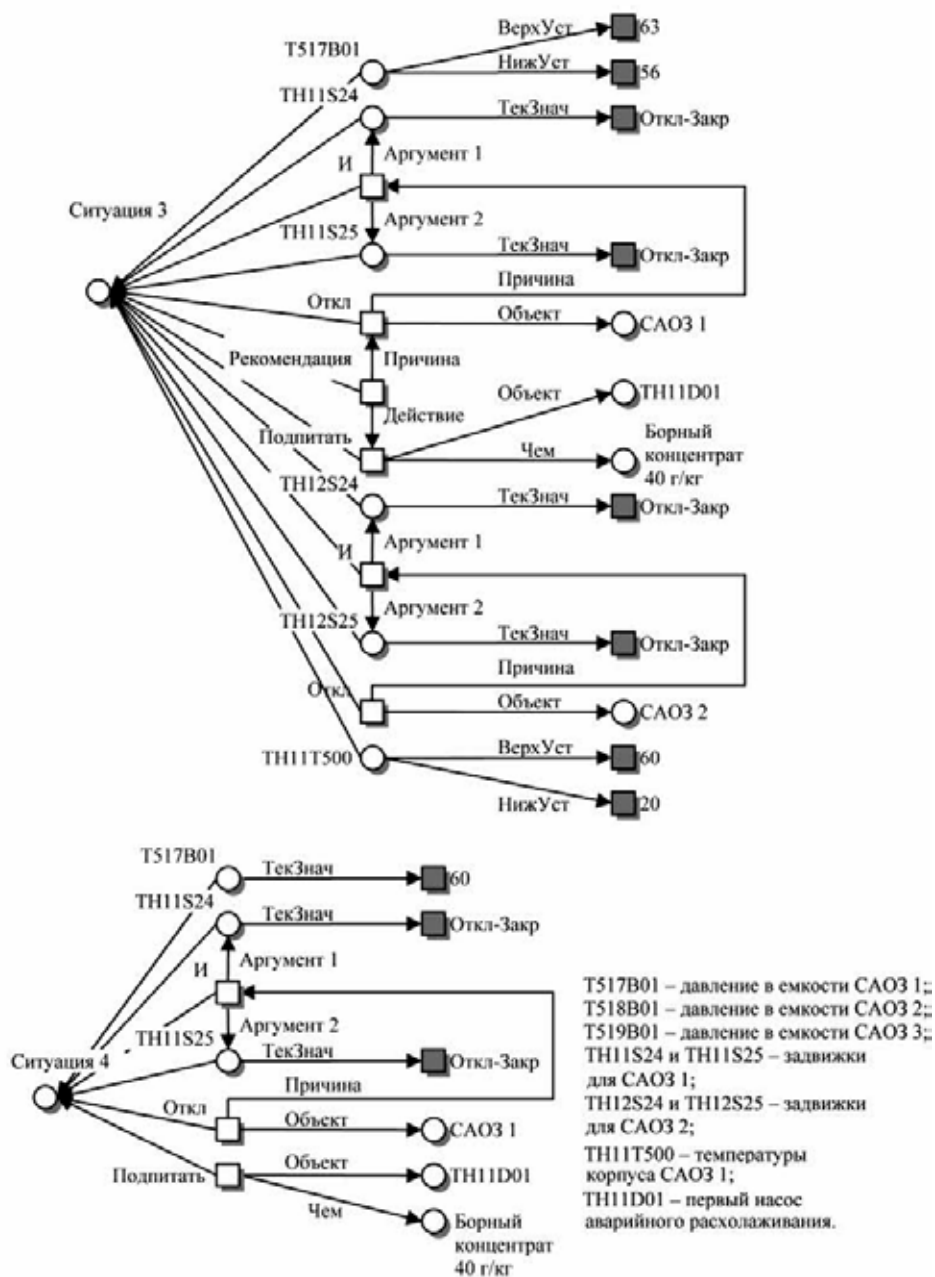 ВерхУст
63
T517B01
НижУст
56
TH11S24
ТекЗнач
Откл-Закр
Аргумент 1
И
Ситуация 3
Аргумент 2
TH11S25
ТекЗнач
Откл-Закр
Причина
Откл
Объект
САОЗ 1
Рекомендация
Причина
Объект
TH11D01
Действие
Подпитать
Чем
Борный
концентрат
40 г/кг
TH12S24
ТекЗнач
Откл-Закр
Аргумент 1
И
Аргумент 2
TH12S25
ТекЗнач
Откл-Закр
Причина
Откл
Объект
САОЗ 2
ВерхУст
TH11T500
60
НижУст
20
T517B01
ТекЗнач
60
TH11S24
ТекЗнач
Откл-Закр
Аргумент 1
И
Аргумент 2
TH11S25
ТекЗнач
Откл-Закр
Ситуация 4
Причина
Откл
Объект
САОЗ 1
Подпитать
Объект
TH11D01
Чем
Борный
концентрат
40 г/кг
T517B01 – давление в емкости САОЗ 1;;
T518B01 – давление в емкости САОЗ 2;;
T519B01 – давление в емкости САОЗ 3;;
TH11S24 и TH11S25 – задвижки
для САОЗ 1;
TH12S24 и TH12S25 – задвижки
для САОЗ 2;
TH11T500 – температуры
корпуса САОЗ 1;
TH11D01 – первый насос
аварийного расхолаживания.